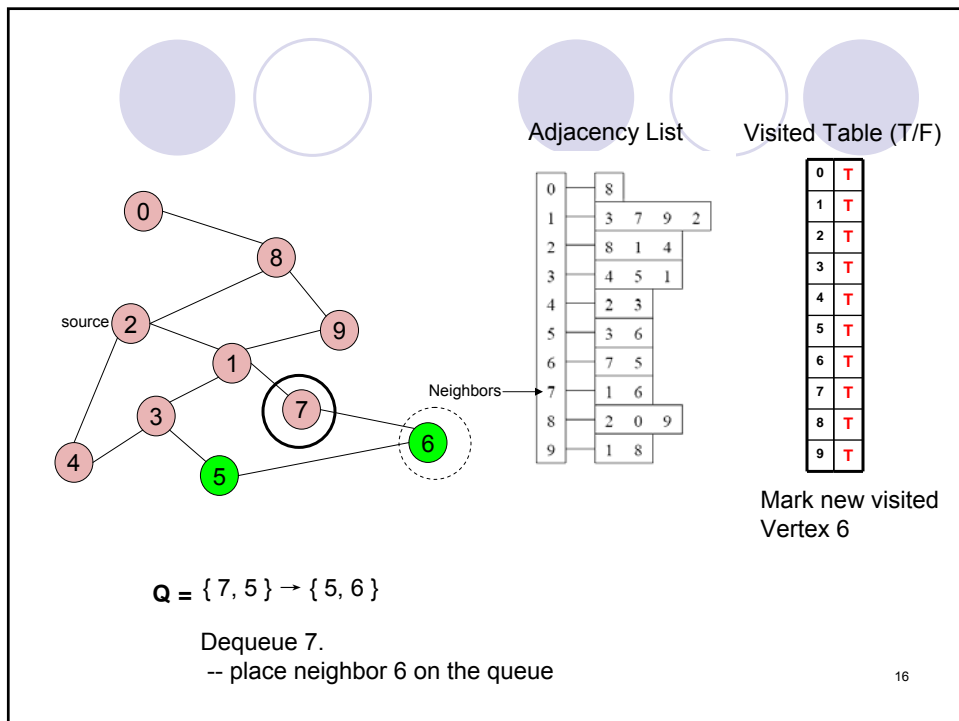 Adjacency List
Visited Table (T/F)
0
8
source 2
9
1
7
3
6
4
5
Neighbors
0 8
1 3 7 9 2
2 8 1 4
3 4 5 1
4 2 3
5 3 6
6 7 5
7 1 6
8 2 0 9
9 1 8
0 T
1 T
2 T
3 T
4 T
5 T
6 T
7 T
8 T
9 T
Mark new visited
Vertex 6
Q = { 7, 5 } → { 5, 6 }
Dequeue 7.
-- place neighbor 6 on the queue
16